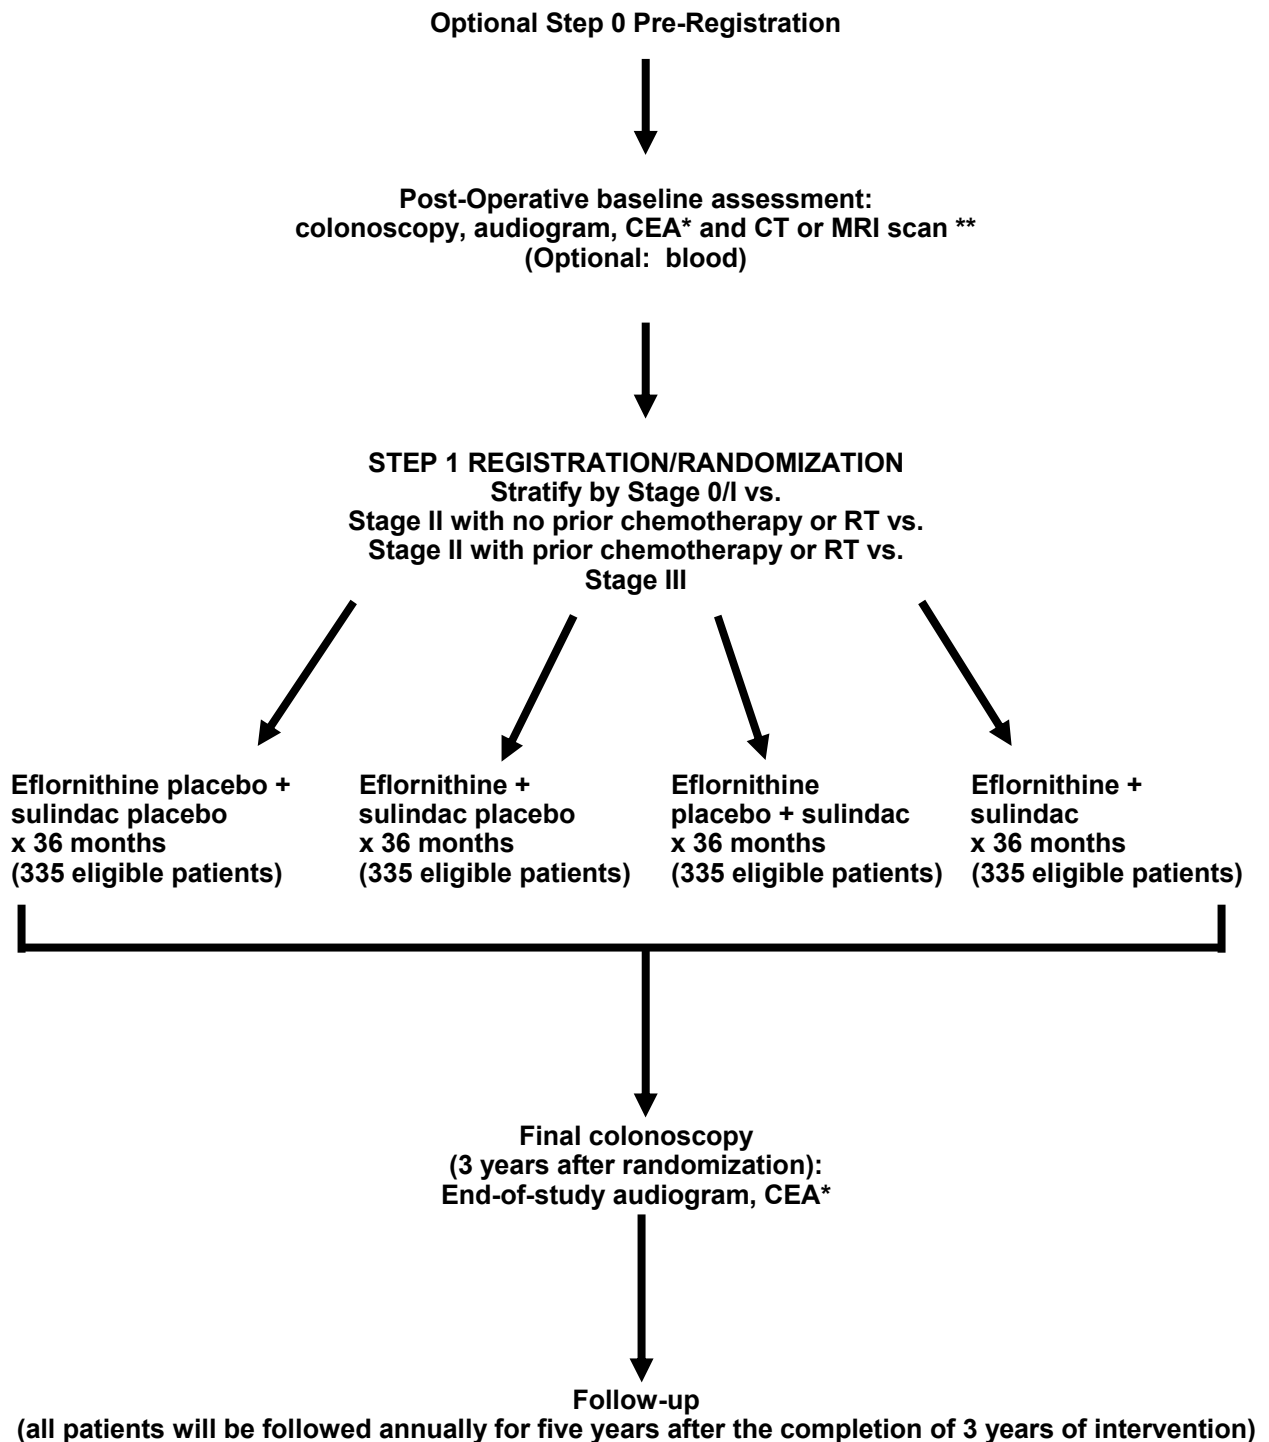 Optional Step 0 Pre-Registration
Post-Operative baseline assessment:
colonoscopy, audiogram, CEA* and CT or MRI scan **
(Optional: blood)
STEP 1 REGISTRATION/RANDOMIZATION
Stratify by Stage 0/I vs.
Stage II with no prior chemotherapy or RT vs.
Stage II with prior chemotherapy or RT vs.
Stage III
Eflornithine placebo +
sulindac placebo
x 36 months
(335 eligible patients)
Eflornithine +
sulindac placebo
x 36 months
(335 eligible patients)
Eflornithine
placebo + sulindac
x 36 months
(335 eligible patients)
Eflornithine +
sulindac
x 36 months
(335 eligible patients)
Final colonoscopy
(3 years after randomization):
End-of-study audiogram, CEA*
Follow-up
(all patients will be followed annually for five years after the completion of 3 years of intervention)